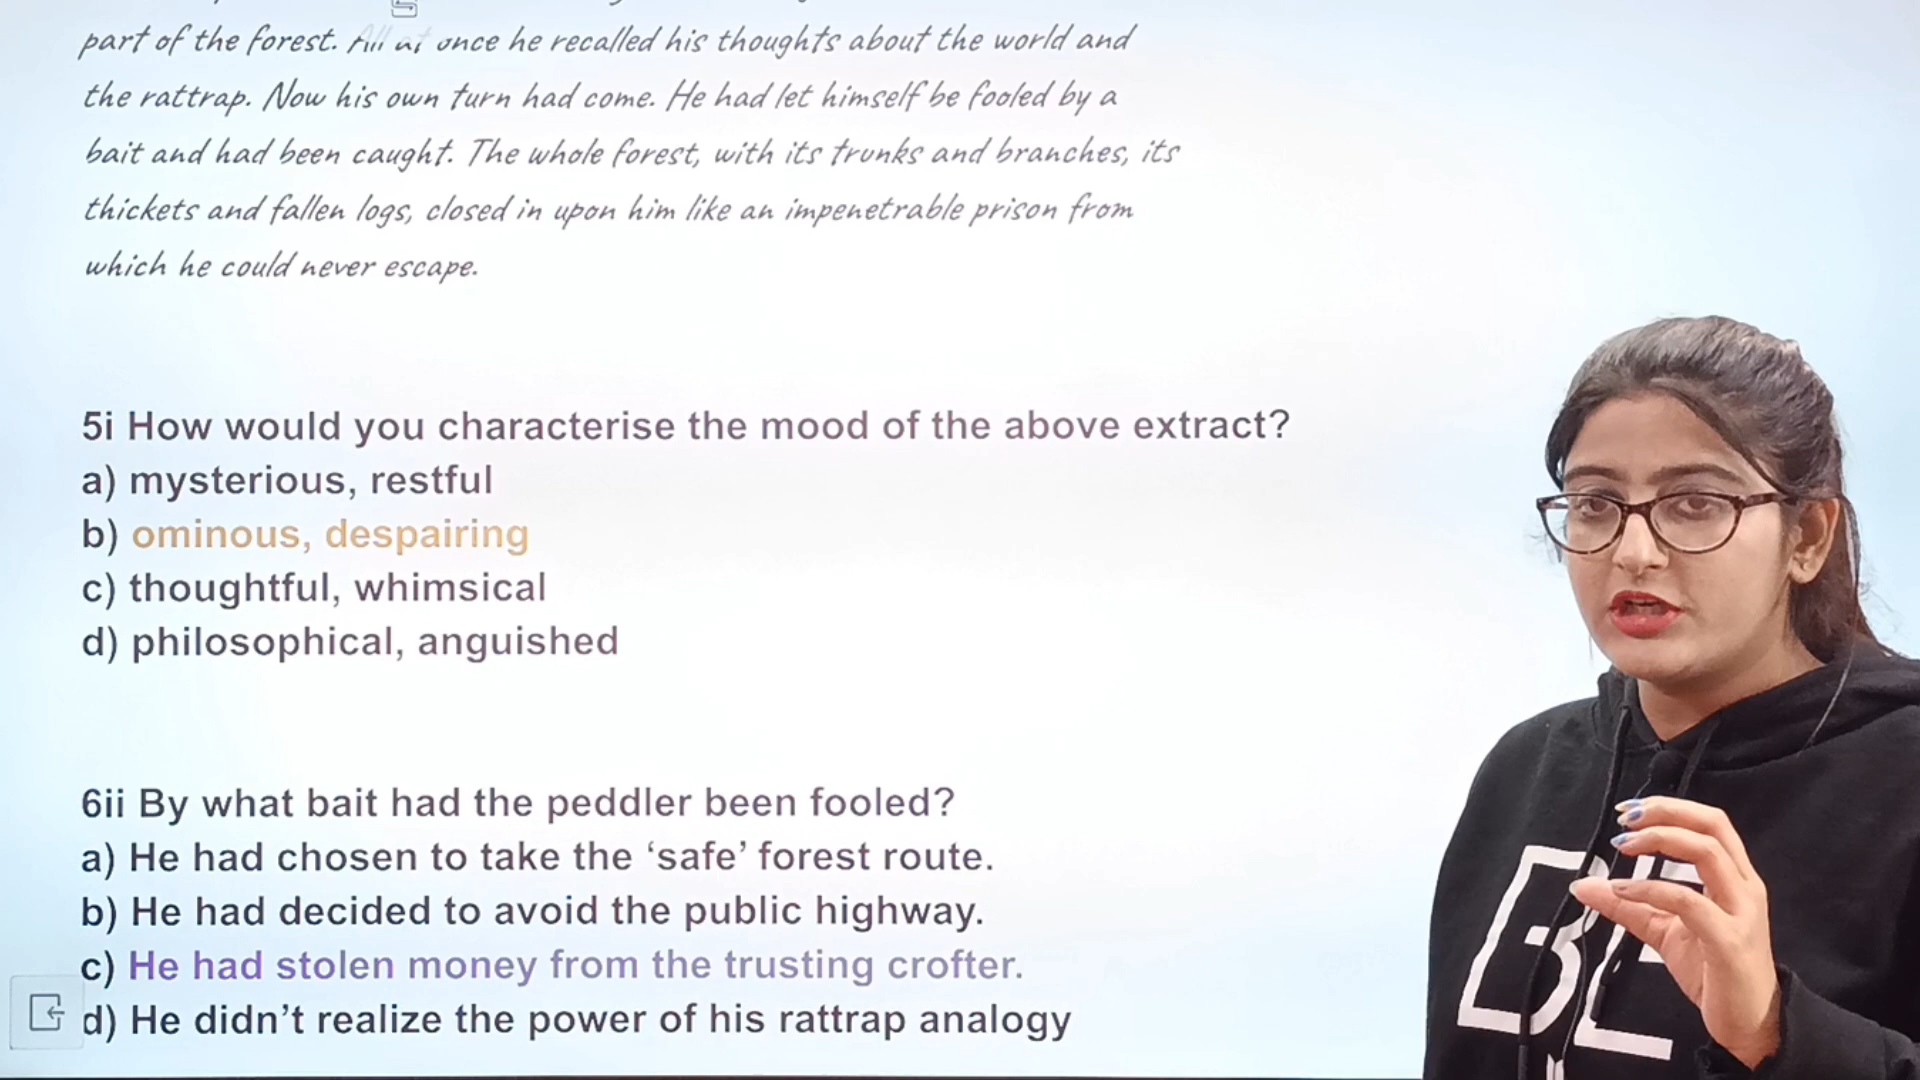 part of the forest. All at once he recalled his thoughts about the world and
the rattrap. Now his own turn had come. He had let himself be fooled by a
bait and had been caught. The whole forest, with its trunks and branches, its
thickets and fallen logs, closed in upon him like an impenetrable prison from
which he could never escape.
5i How would you characterise the mood of the above extract?
a) mysterious, restful
b) ominous, despairing
c) thoughtful, whimsical
d) philosophical, anguished
6ii By what bait had the peddler been fooled?
a) He had chosen to take the ‘safe’ forest route.
b) He had decided to avoid the public highway.
c) He had stolen money from the trusting crofter.
d) He didn’t realize the power of his rattrap analogy